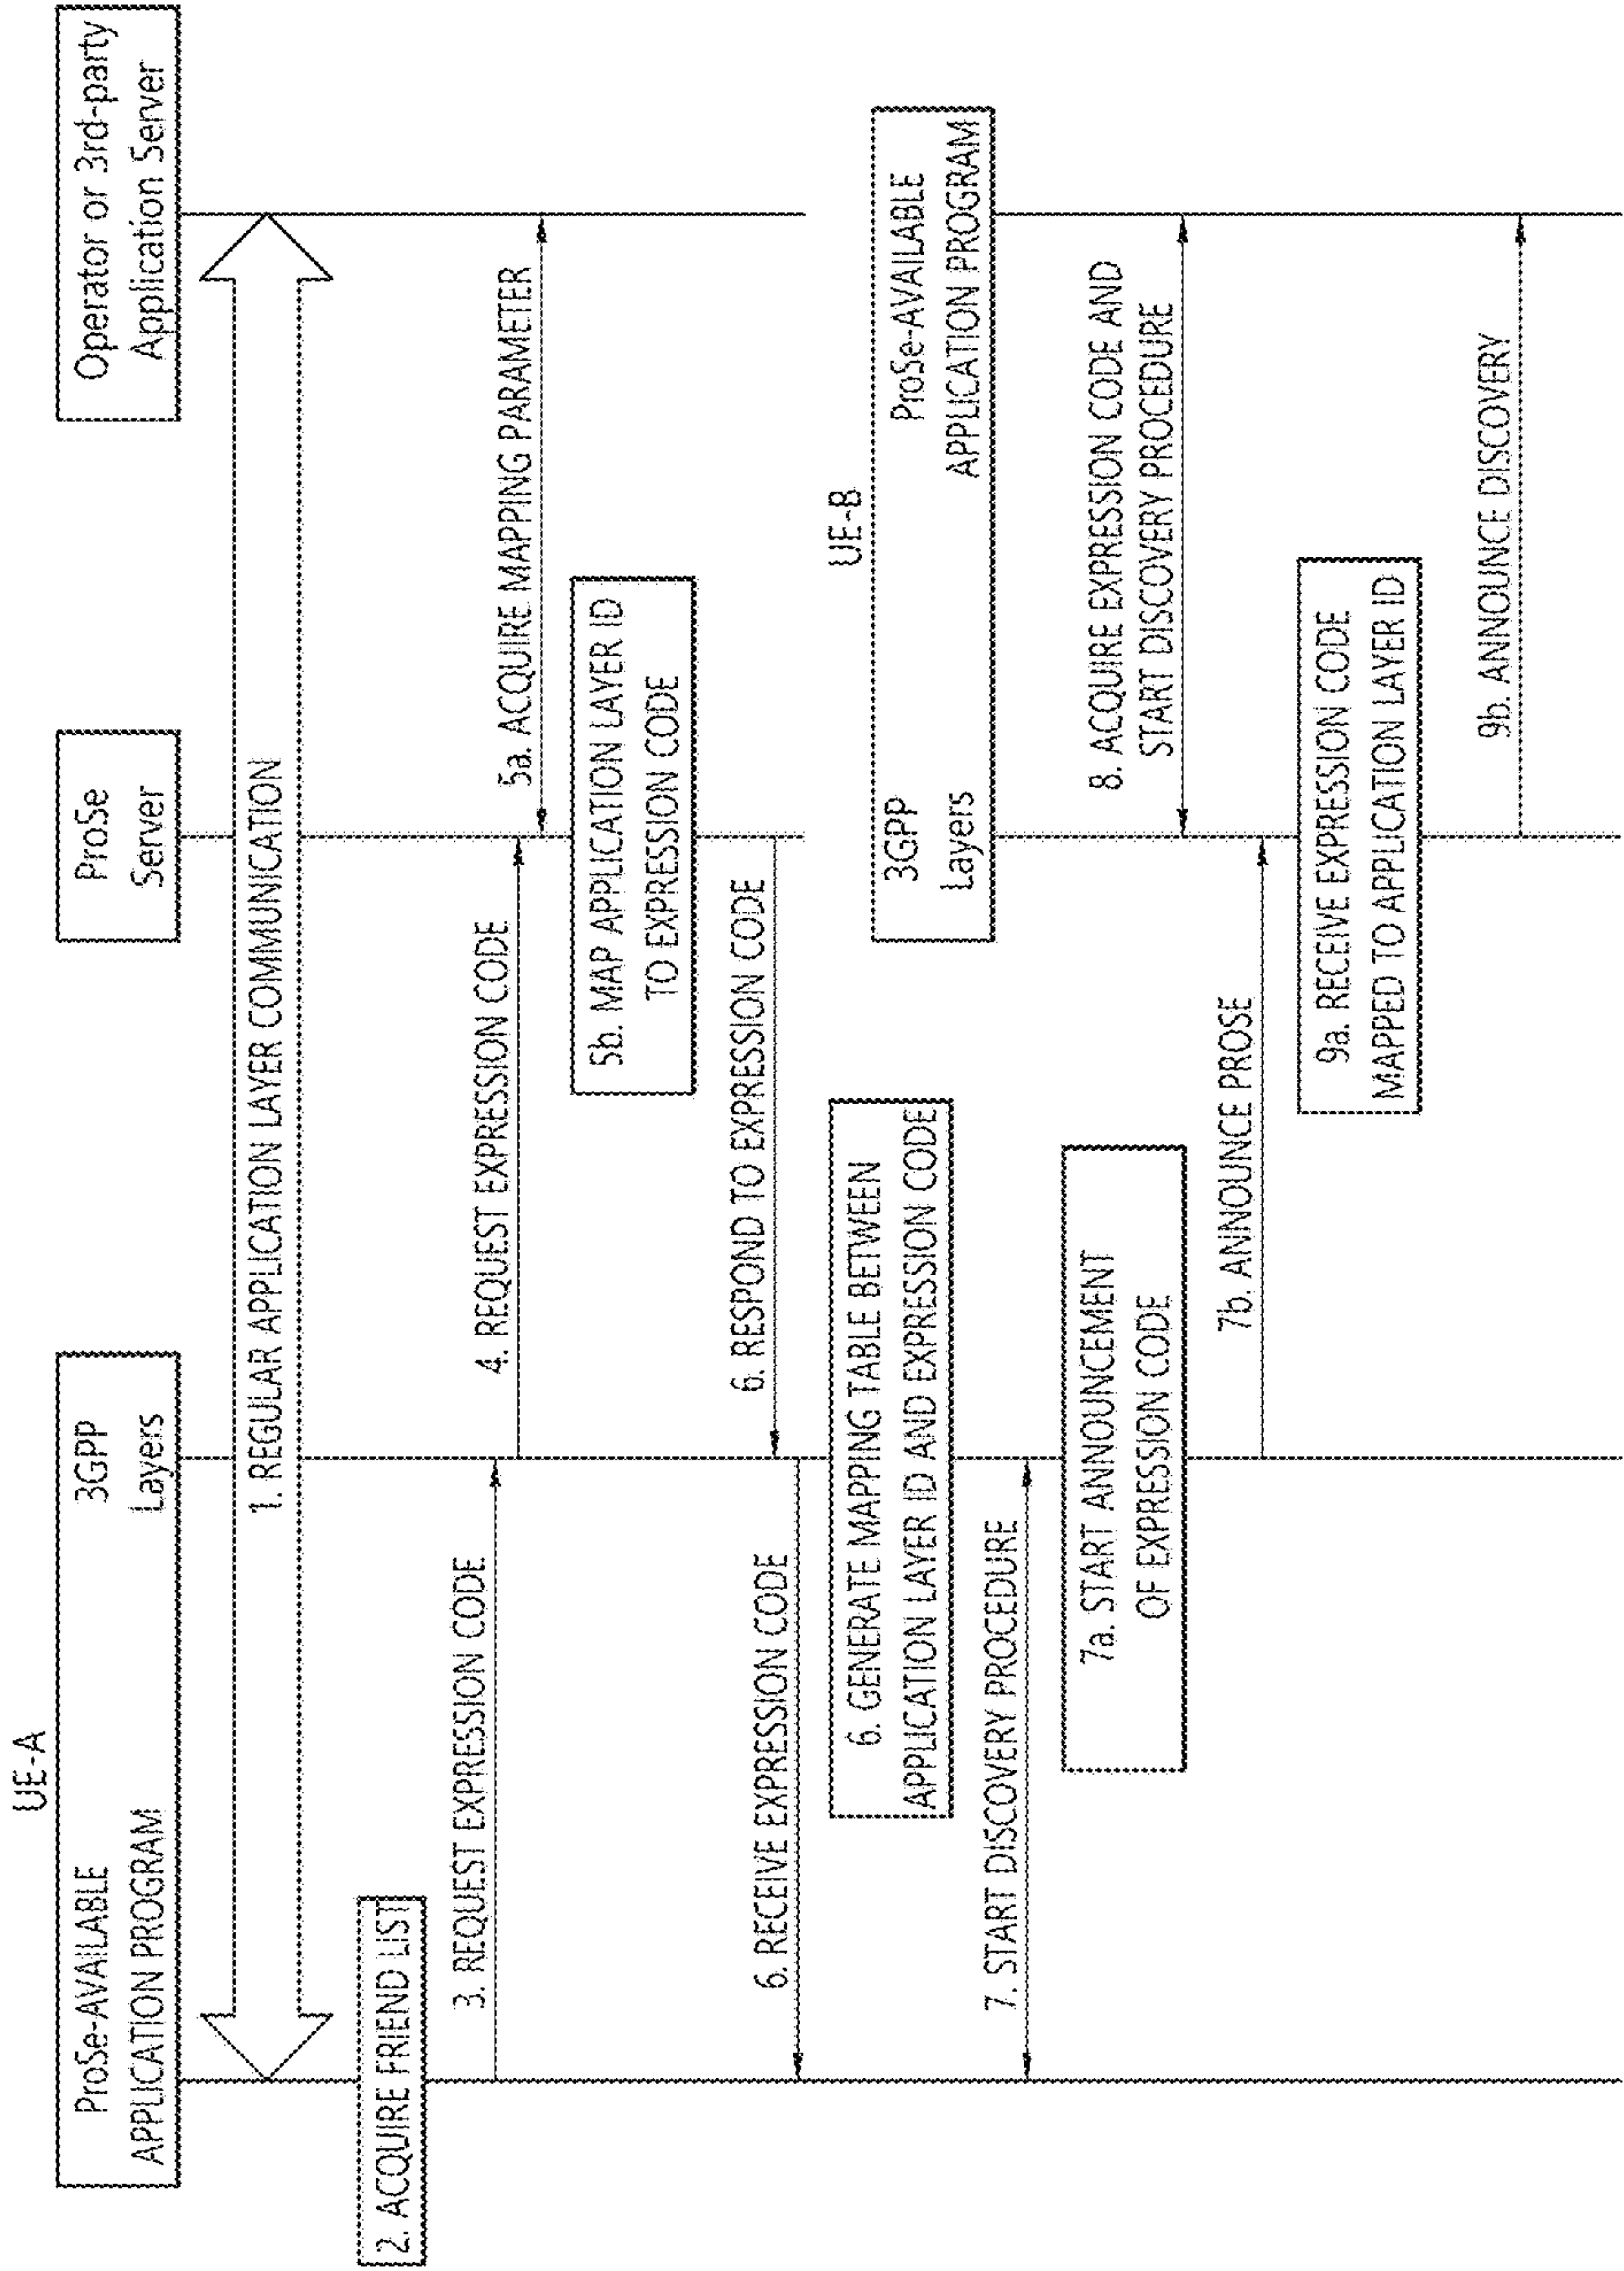 UE-A
ProSe-AVAILABLE
APPLICATION PROGRAM
3GPP
Layers
ProSe
Server
Operator or 3rd-party
Application Server
1. REGULAR APPLICATION LAYER COMMUNICATION
2. ACQUIRE FRIEND LIST
3. REQUEST EXPRESSION CODE
4. REQUEST EXPRESSION CODE
5a. ACQUIRE MAPPING PARAMETER
5b. MAP APPLICATION LAYER ID
TO EXPRESSION CODE
6. RESPOND TO EXPRESSION CODE
6. RECEIVE EXPRESSION CODE
6. GENERATE MAPPING TABLE BETWEEN
APPLICATION LAYER ID AND EXPRESSION CODE
UE-B
3GPP
Layers
ProSe-AVAILABLE
APPLICATION PROGRAM
7. START DISCOVERY PROCEDURE
7a. START ANNOUNCEMENT
OF EXPRESSION CODE
8. ACQUIRE EXPRESSION CODE AND
START DISCOVERY PROCEDURE
7b. ANNOUNCE PROSE
9a. RECEIVE EXPRESSION CODE
MAPPED TO APPLICATION LAYER ID
9b. ANNOUNCE DISCOVERY